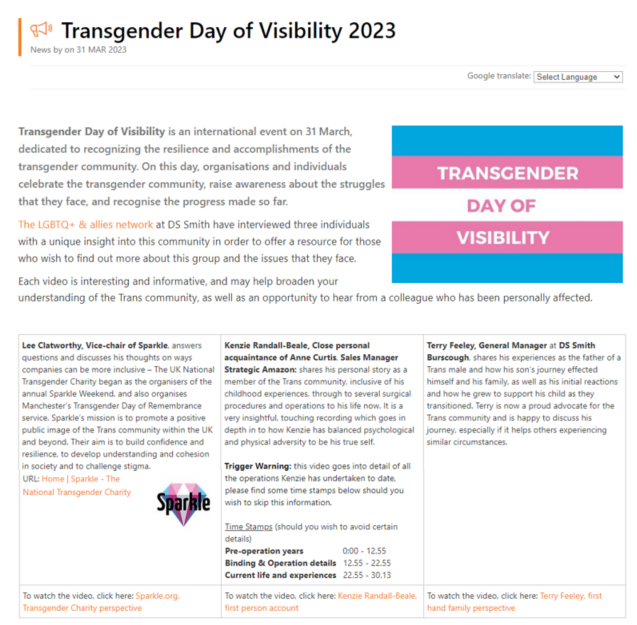 Transgender Day of Visibility 2023
News by on 31 MAR 2023
Google translate: Select Language
Transgender Day of Visibility is an international event on 31 March,
dedicated to recognizing the resilience and accomplishments of the
transgender community. On this day, organisations and individuals
celebrate the transgender community, raise awareness about the struggles
that they face, and recognise the progress made so far.
TRANSGENDER
DAY OF
VISIBILITY
The LGBTQ+ & allies network at DS Smith have interviewed three individuals
with a unique insight into this community in order to offer a resource for those
who wish to find out more about this group and the issues that they face.
Each video is interesting and informative, and may help broaden your
understanding of the Trans community, as well as an opportunity to hear from a colleague who has been personally affected.
Lee Clatworthy, Vice-chair of Sparkle, answers
questions and discusses his thoughts on ways
companies can be more inclusive – The UK National
Transgender Charity began as the organisers of the
annual Sparkle Weekend, and also organises
Manchester's Transgender Day of Remembrance
service. Sparkle's mission is to promote a positive
public image of the Trans community within the UK
and beyond. Their aim is to build confidence and
resilience, to develop understanding and cohesion
in society and to challenge stigma.
URL: Home | Sparkle - The
National Transgender Charity
Sparkle
Kenzie Randall-Beale, Close personal
acquaintance of Anne Curtis, Sales Manager
Strategic Amazon: shares his personal story as a
member of the Trans community, inclusive of his
childhood experiences, through to several surgical
procedures and operations to his life now. It is a
very insightful, touching recording which goes in
depth in to how Kenzie has balanced psychological
and physical adversity to be his true self.
Trigger Warning: this video goes into detail of all
the operations Kenzie has undertaken to date,
please find some time stamps below should you
wish to skip this information.
Time Stamps (should you wish to avoid certain
details)
Pre-operation years 0:00 - 12.55
Binding & Operation details 12.55 - 22.55
Current life and experiences 22.55 - 30.13
Terry Feeley, General Manager at DS Smith
Burscough, shares his experiences as the father of a
Trans male and how his son's journey effected
himself and his family, as well as his initial reactions
and how he grew to support his child as they
transitioned. Terry is now a proud advocate for the
Trans community and is happy to discuss his
journey, especially if it helps others experiencing
similar circumstances.
To watch the video, click here: Sparkle.org,
Transgender Charity perspective
To watch the video, click here: Kenzie Randall-Beale,
first person account
To watch the video, click here: Terry Feeley, first
hand family perspective